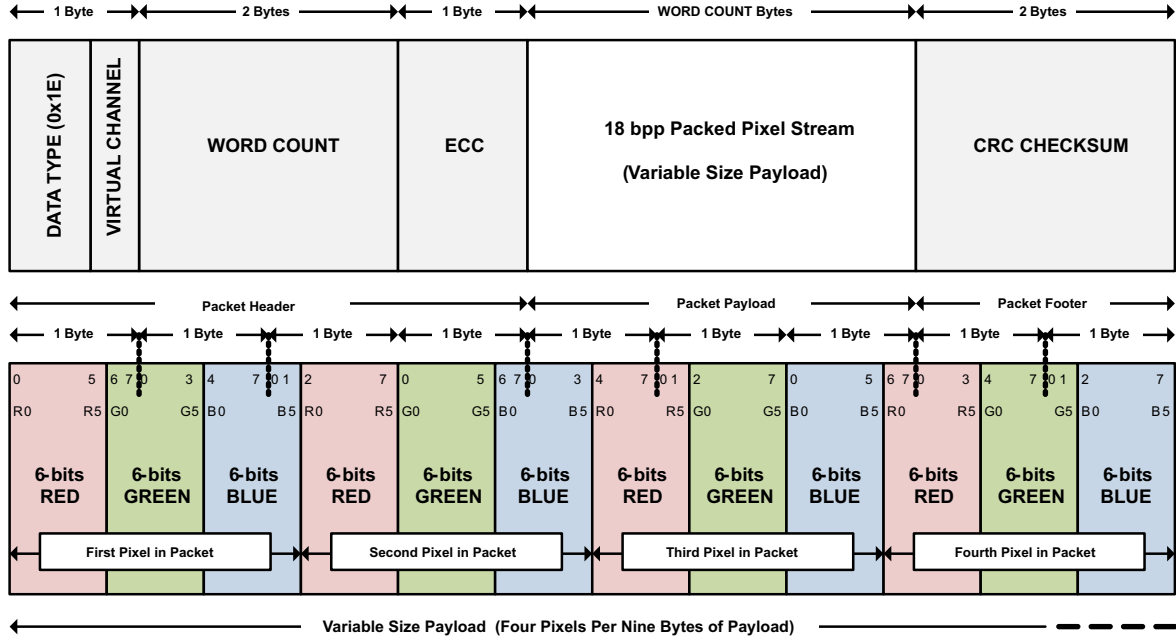 1 Byte 2 Bytes 1 Byte WORD COUNT Bytes 2 Bytes
DATA TYPE (0x1E)
VIRTUAL CHANNEL
WORD COUNT
ECC
18 bpp Packed Pixel Stream
(Variable Size Payload)
CRC CHECKSUM
Packet Header Packet Payload Packet Footer
1 Byte 1 Byte 1 Byte 1 Byte 1 Byte 1 Byte 1 Byte 1 Byte 1 Byte
0 5 6 7 0 3 4 7 0 1 2 7 0 5 6 7 0 3 4 7 0 1 2 7 0 5 6 7 0 3 4 7 0 1 2 7
R0 R5 G0 G5 B0 B5 R0 R5 G0 G5 B0 B5 R0 R5 G0 G5 B0 B5 R0 R5 G0 G5 B0 B5
6-bits 6-bits 6-bits 6-bits 6-bits 6-bits 6-bits 6-bits 6-bits 6-bits 6-bits 6-bits
RED GREEN BLUE RED GREEN BLUE RED GREEN BLUE RED GREEN BLUE
First Pixel in Packet Second Pixel in Packet Third Pixel in Packet Fourth Pixel in Packet
Variable Size Payload (Four Pixels Per Nine Bytes of Payload)